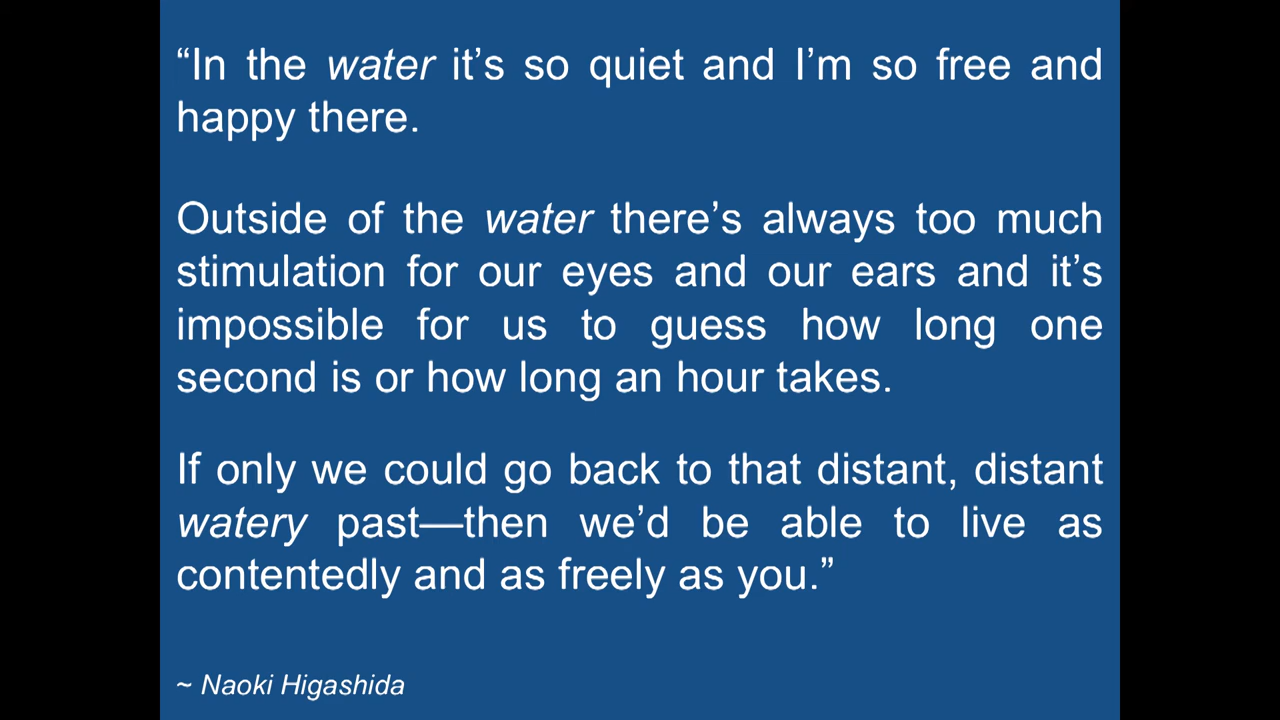 “In the water it’s so quiet and I’m so free and
happy there.
Outside of the water there’s always too much
stimulation for our eyes and our ears and it’s
impossible for us to guess how long one
second is or how long an hour takes.
If only we could go back to that distant, distant
watery past—then we’d be able to live as
contentedly and as freely as you.”
~ Naoki Higashida